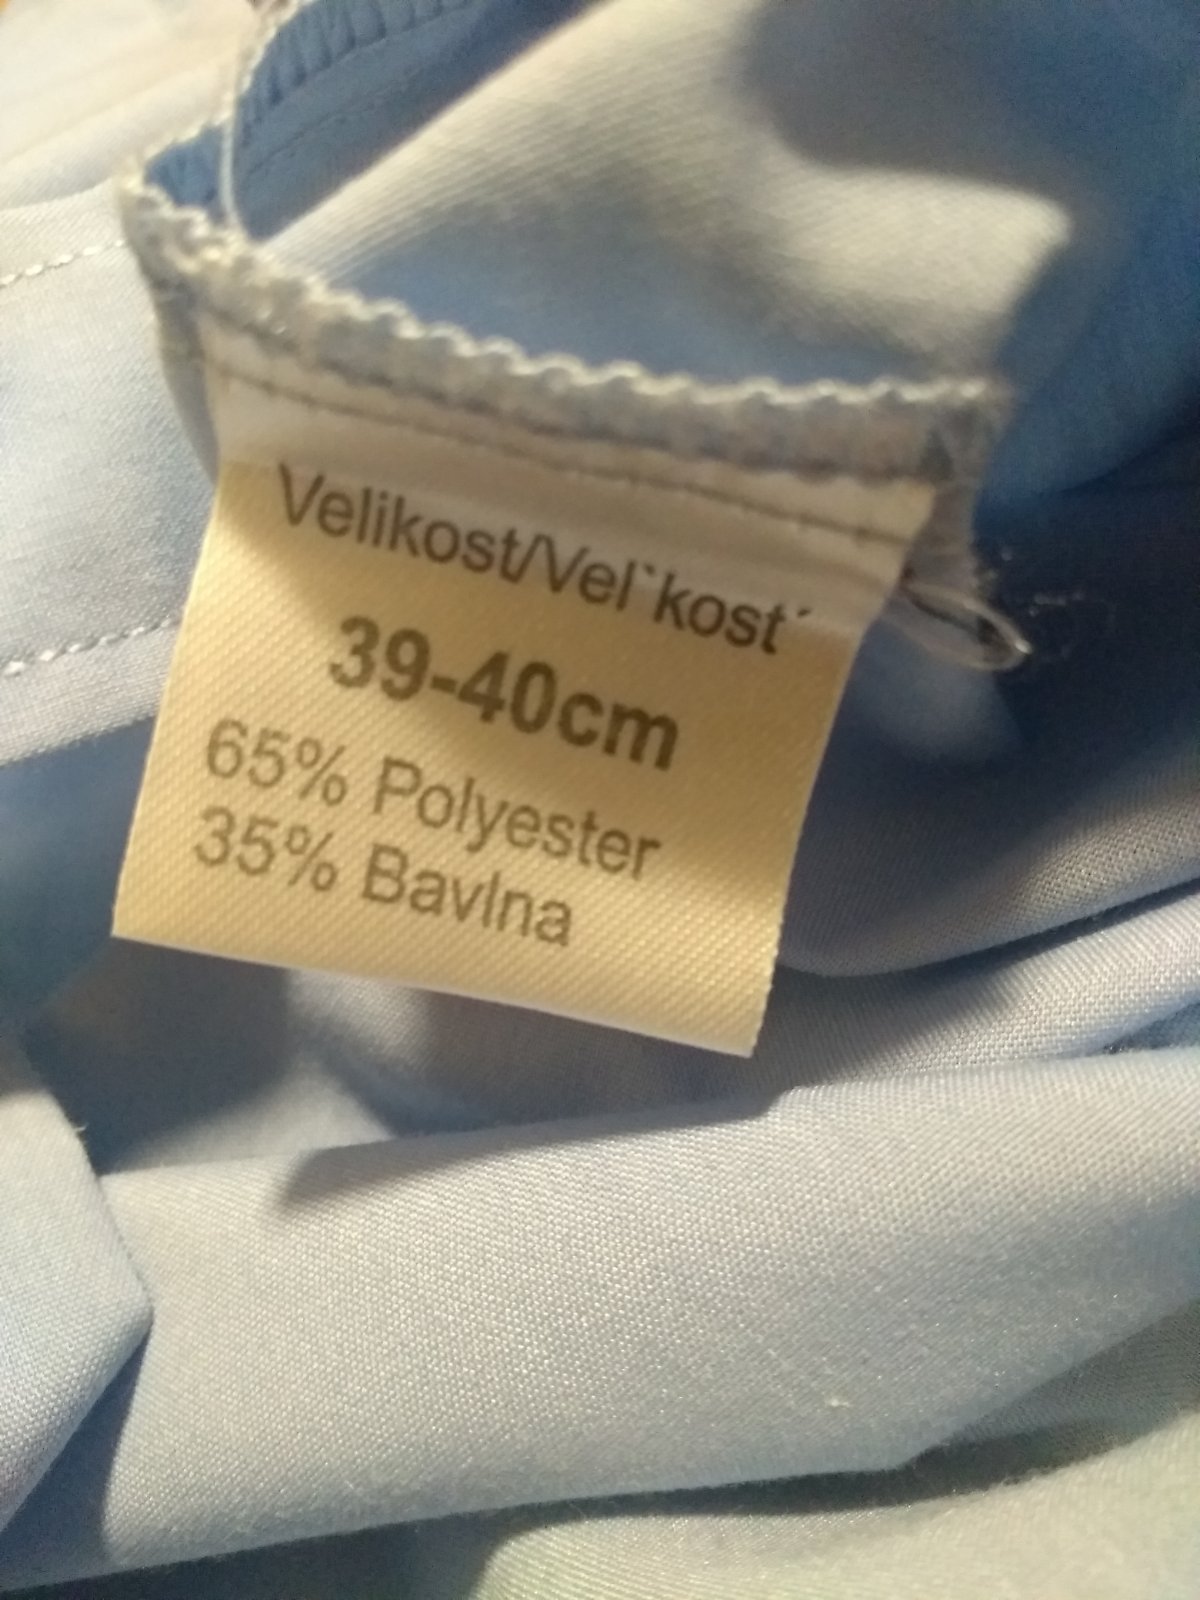 Velikost/Vel`kost´
39-40cm
65% Polyester
35% Bavlna